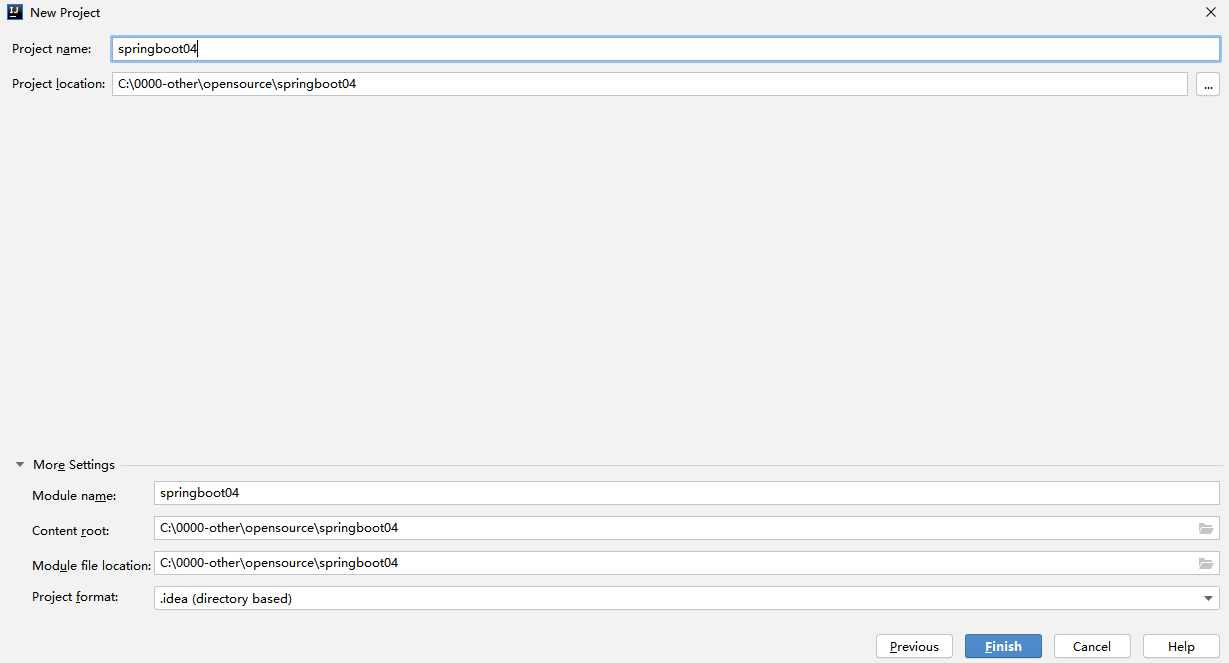 New Project
Project name: springboot04
Project location: C:\0000-other\opensource\springboot04 ...
More Settings
Module name: springboot04
Content root: C:\0000-other\opensource\springboot04
Module file location: C:\0000-other\opensource\springboot04
Project format: .idea (directory based)
Previous Finish Cancel Help